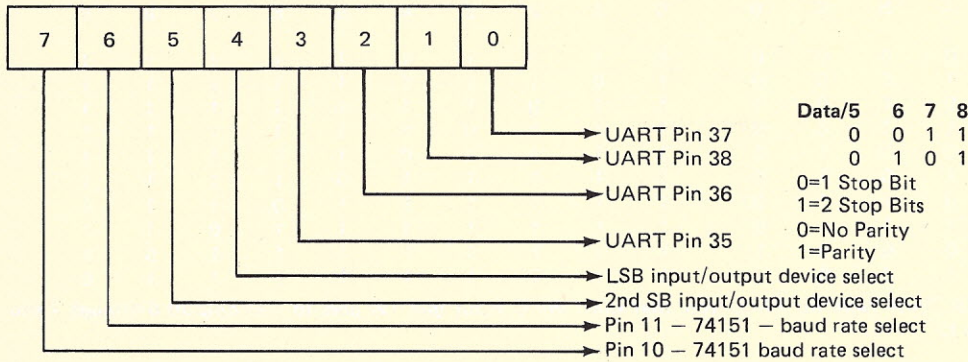 7 6 5 4 3 2 1 0
Data/5 6 7 8
UART Pin 37 0 0 1 1
UART Pin 38 0 1 0 1
UART Pin 36 0=1 Stop Bit
1=2 Stop Bits
UART Pin 35 0=No Parity
1=Parity
LSB input/output device select
2nd SB input/output device select
Pin 11 – 74151 – baud rate select
Pin 10 – 74151 baud rate select